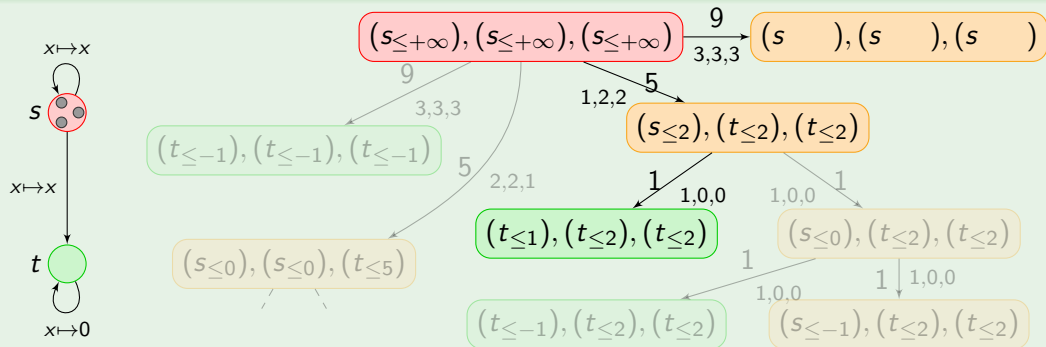 x↦x
s
x↦x
t
x↦0
(s≤+∞), (s≤+∞), (s≤+∞)
9
3,3,3
(s   ), (s   ), (s   )
9
3,3,3
5
1,2,2
(t≤−1), (t≤−1), (t≤−1)
(s≤2), (t≤2), (t≤2)
5
2,2,1
1
1,0,0
1
1,0,0
(s≤0), (s≤0), (t≤5)
(t≤1), (t≤2), (t≤2)
(s≤0), (t≤2), (t≤2)
1
1,0,0
1
1,0,0
(t≤−1), (t≤2), (t≤2)
(s≤−1), (t≤2), (t≤2)